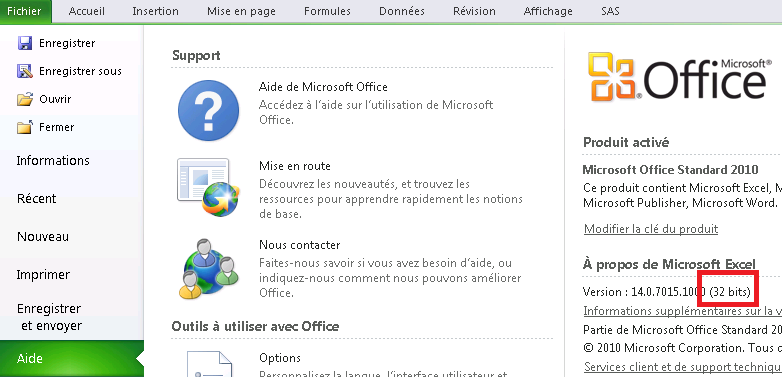 Fichier Accueil Insertion Mise en page Formules Données Révision Affichage SAS
Enregistrer
Enregistrer sous
Ouvrir
Fermer
Informations
Récent
Nouveau
Imprimer
Enregistrer
et envoyer
Aide
Support
Aide de Microsoft Office
Accédez à l'aide sur l'utilisation de Microsoft
Office.
Mise en route
Découvrez les nouveautés, et trouvez les
ressources pour apprendre rapidement les notions
de base.
Nous contacter
Faites-nous savoir si vous avez besoin d'aide, ou
indiquez-nous comment nous pouvons améliorer
Office.
Outils à utiliser avec Office
Options
Personnalisez la langue, l'interface utilisateur et
Microsoft®
Office
Produit activé
Microsoft Office Standard 2010
Ce produit contient Microsoft Excel, M
Microsoft Publisher, Microsoft Word.
Modifier la clé du produit
À propos de Microsoft Excel
Version : 14.0.7015.1000 (32 bits)
Informations supplémentaires sur la v
Partie de Microsoft Office Standard 20
© 2010 Microsoft Corporation. Tous d
Services client et de support technique